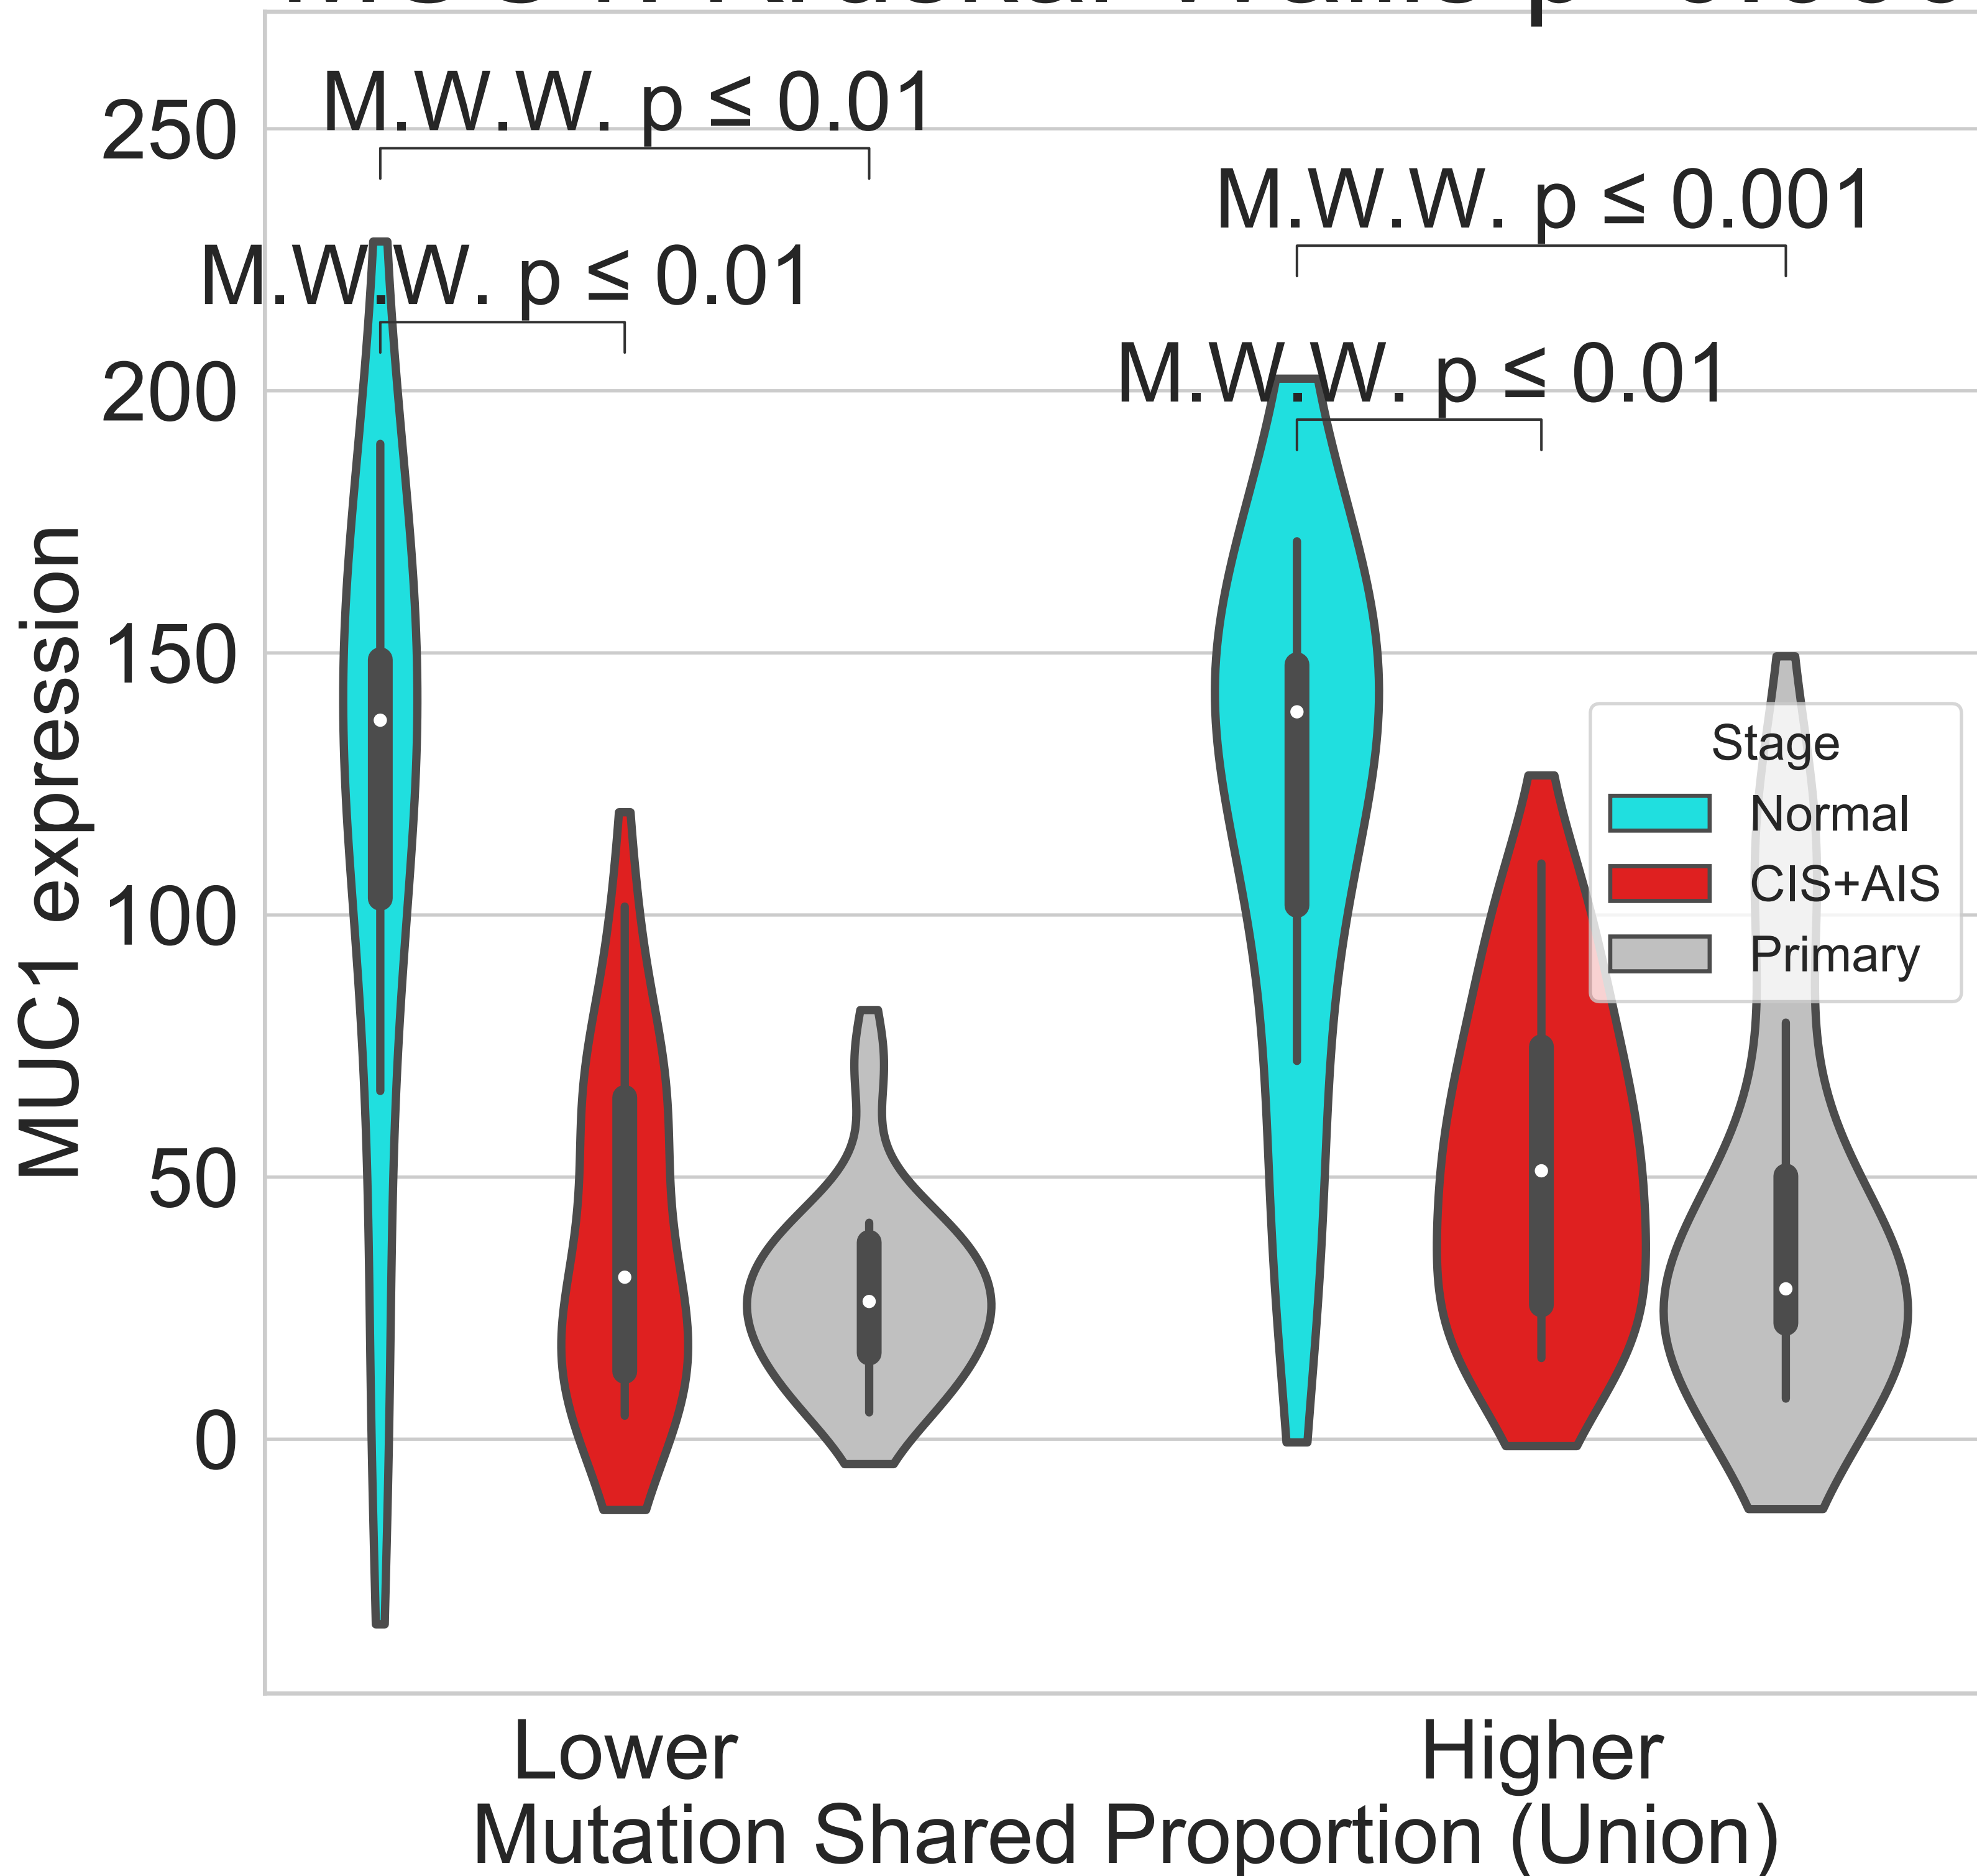 M.W.W. p ≤ 0.01
M.W.W. p ≤ 0.001
M.W.W. p ≤ 0.01
M.W.W. p ≤ 0.01
250
200
150
100
50
0
MUC1 expression
Stage
Normal
CIS+AIS
Primary
Lower
Higher
Mutation Shared Proportion (Union)